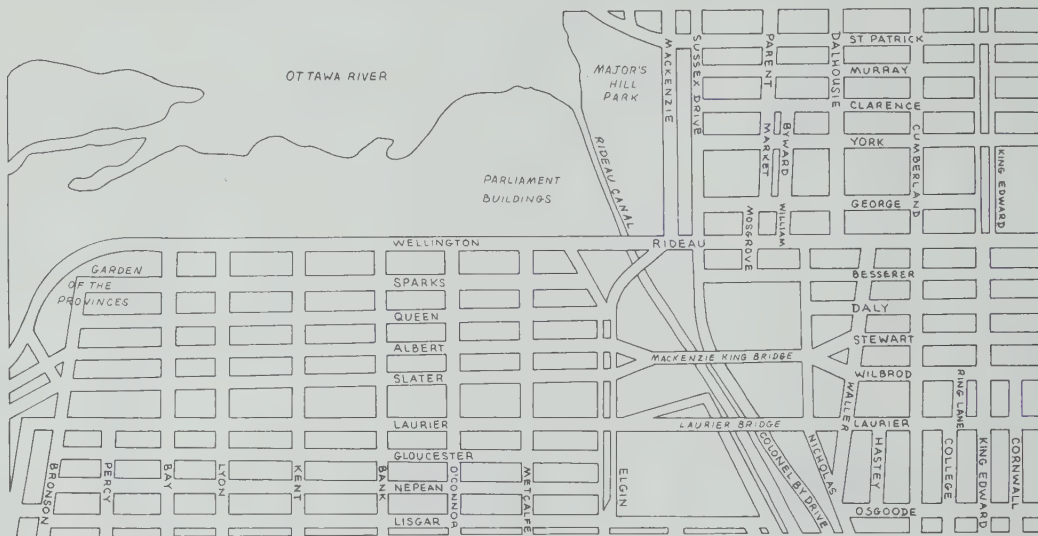 OTTAWA RIVER
MAJOR'S
HILL
PARK
MACKENZIE
SUSSEX DRIVE
PARENT
DALHOUSIE
ST PATRICK
MURRAY
CLARENCE
YORK
GEORGE
BYWARD
MARKET
CUMBERLAND
KING EDWARD
RIDEAU CANAL
PARLIAMENT
BUILDINGS
MOSGROVE
WILLIAM
WELLINGTON
RIDEAU
GARDEN
OF THE
PROVINCES
SPARKS
QUEEN
ALBERT
SLATER
LAURIER
GLOUCESTER
NEPEAN
LISGAR
BESSERER
DALY
STEWART
WILBROD
LAURIER
OSGOODE
MACKENZIE KING BRIDGE
LAURIER BRIDGE
BRONSON
PERCY
BAY
LYON
KENT
BANK
O'CONNOR
METCALFE
ELGIN
COLONEL BY DRIVE
NICHOLAS
WALLER
HASTEY
COLLEGE
RING LANE
KING EDWARD
CORNWALL